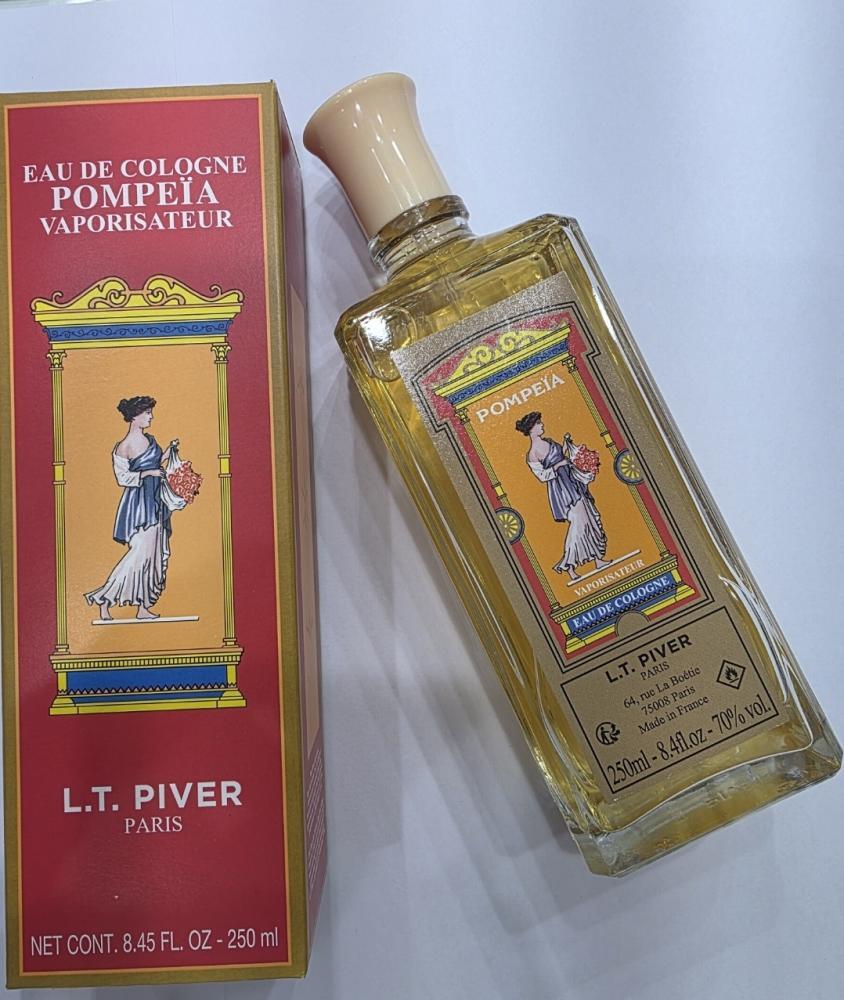 EAU DE COLOGNE
POMPEÏA
VAPORISATEUR
L.T. PIVER
PARIS
NET CONT. 8.45 FL. OZ - 250 ml
POMPEÏA
VAPORISATEUR
EAU DE COLOGNE
L.T. PIVER
PARIS
64, rue La Boétie
75008 Paris
Made in France
250ml - 8.4fl.oz - 70% vol.